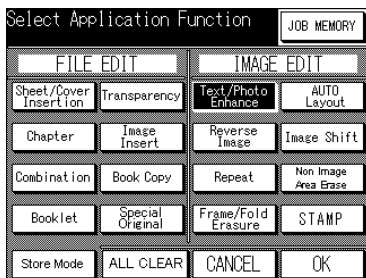 Select Application Function
JOB MEMORY
FILE EDIT
IMAGE EDIT
Sheet/Cover
Insertion
Transparency
Text/Photo
Enhance
AUTO
Layout
Chapter
Image
Insert
Reverse
Image
Image Shift
Combination
Book Copy
Repeat
Non Image
Area Erase
Booklet
Special
Original
Frame/Fold
Erasure
STAMP
Store Mode
ALL CLEAR
CANCEL
OK